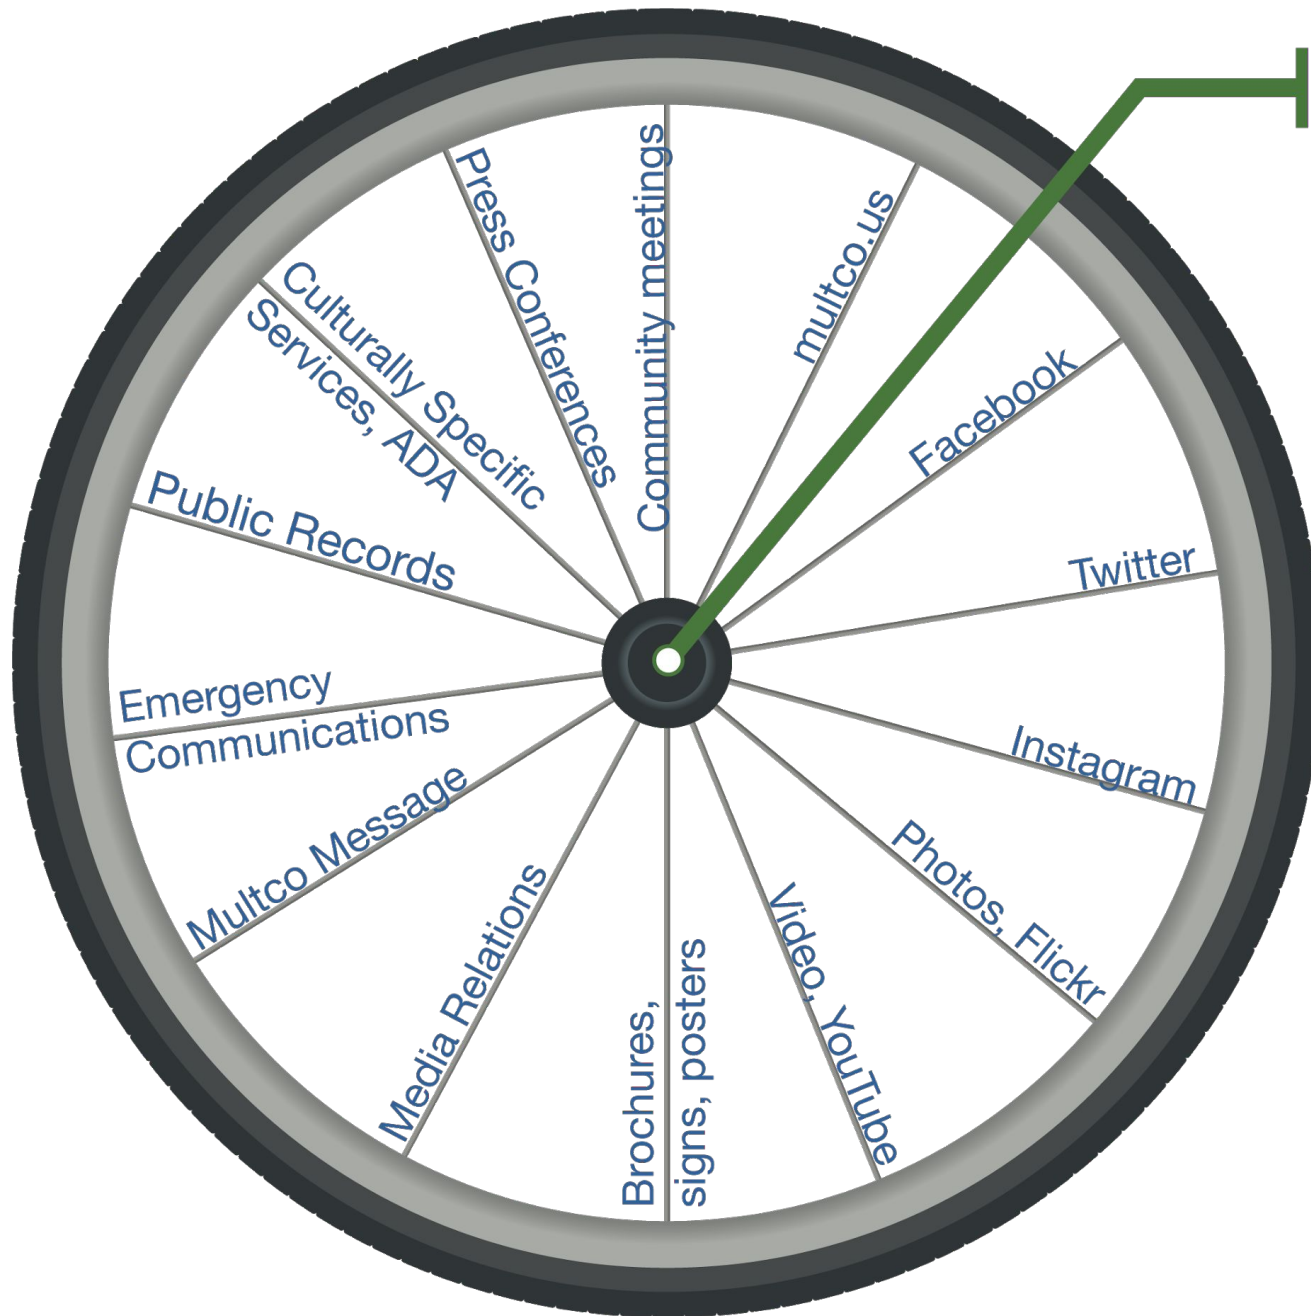 Community meetings
multco.us
Facebook
Twitter
Instagram
Photos, Flickr
Video, YouTube
Brochures,
signs, posters
Media Relations
Multco Message
Emergency
Communications
Public Records
Culturally Specific
Services, ADA
Press Conferences